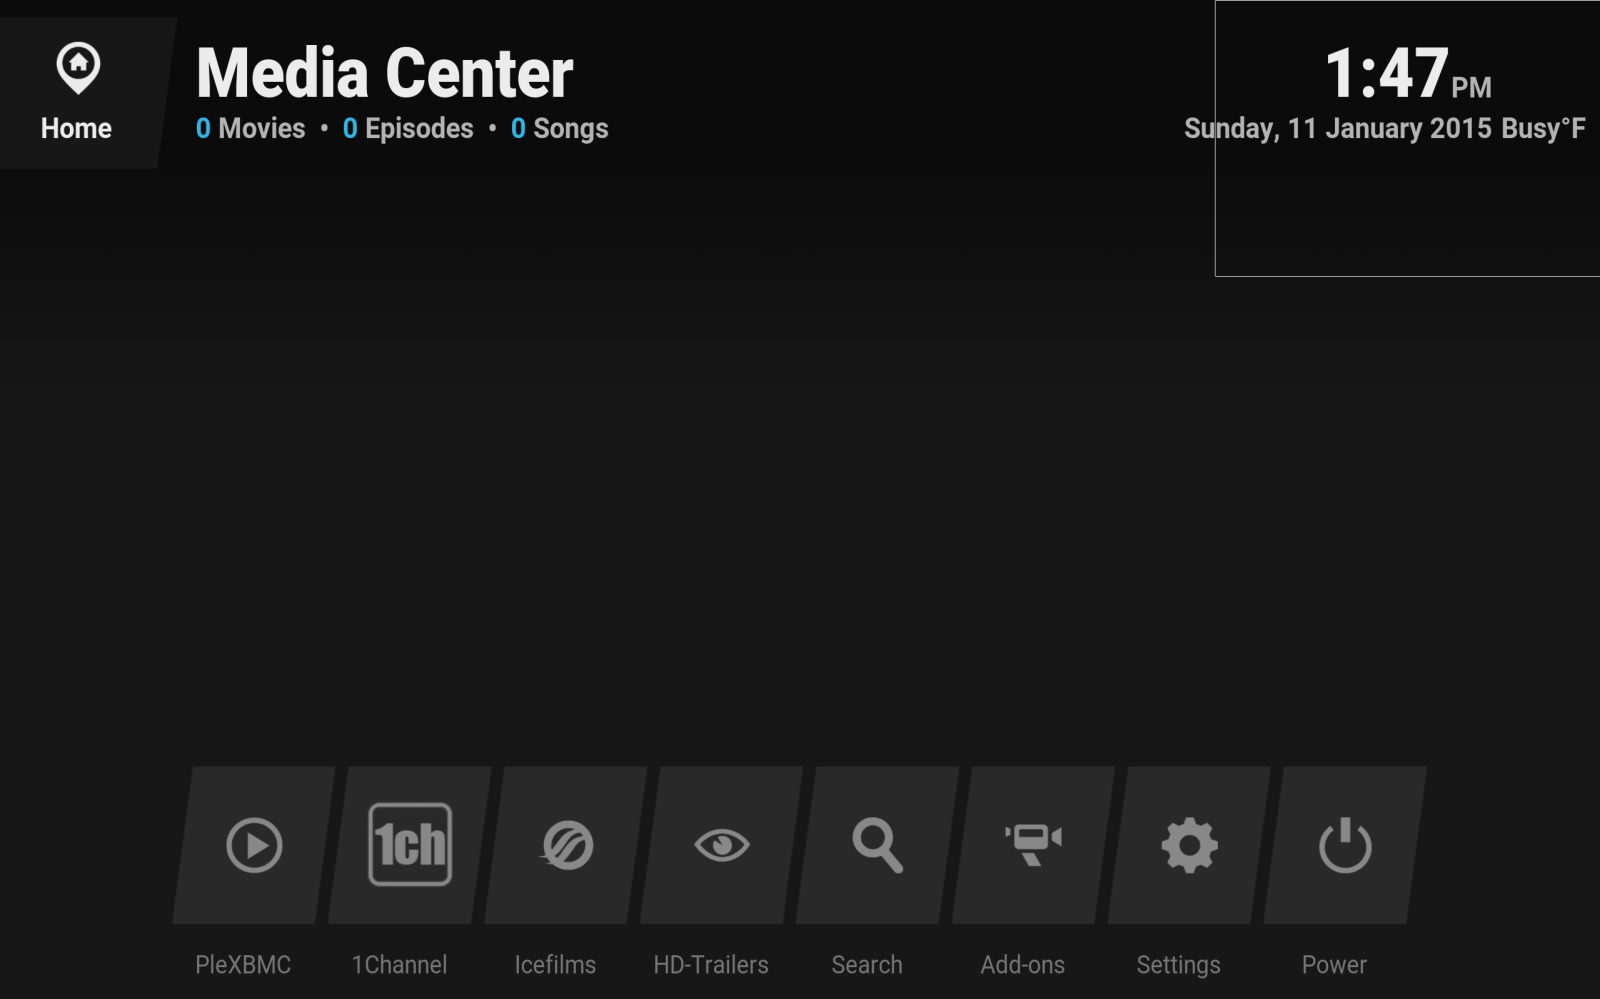 Home
Media Center
0 Movies • 0 Episodes • 0 Songs
1:47 PM
Sunday, 11 January 2015 Busy°F
1ch
PleXBMC
1Channel
Icefilms
HD-Trailers
Search
Add-ons
Settings
Power